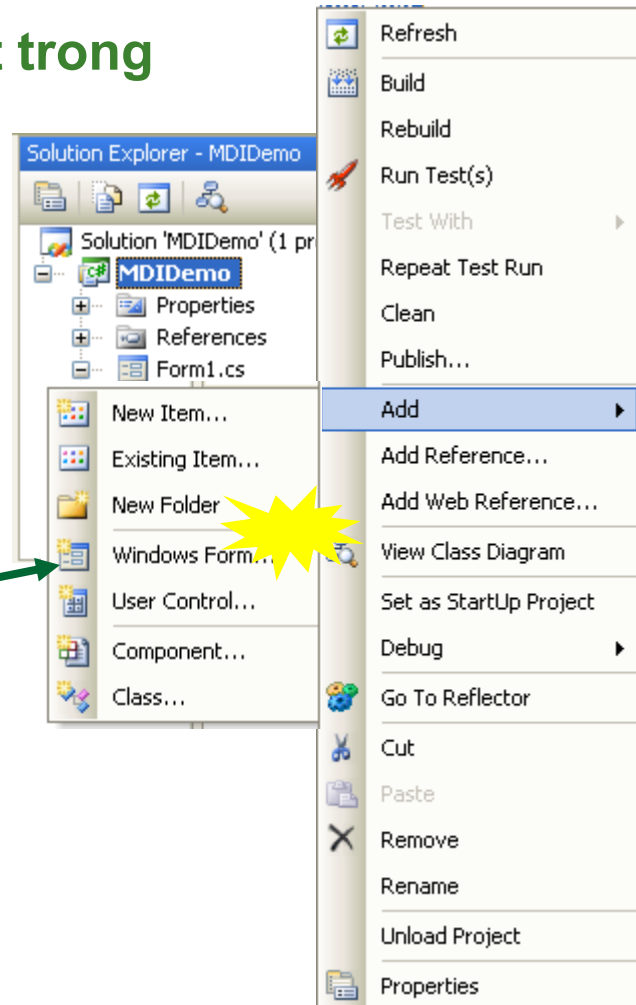 trong
Solution Explorer - MDIDemo
Solution 'MDIDemo' (1
MDIDemo
Properties
References
Form1.cs
New Item...
Existing Item...
New Folder
Windows Form...
User Control...
Component...
Class...
Refresh
Build
Rebuild
Run Test(s)
Test With
Repeat Test Run
Clean
Publish...
Add
Add Reference...
Add Web Reference...
View Class Diagram
Set as StartUp Project
Debug
Go To Reflector
Cut
Paste
Remove
Rename
Unload Project
Properties